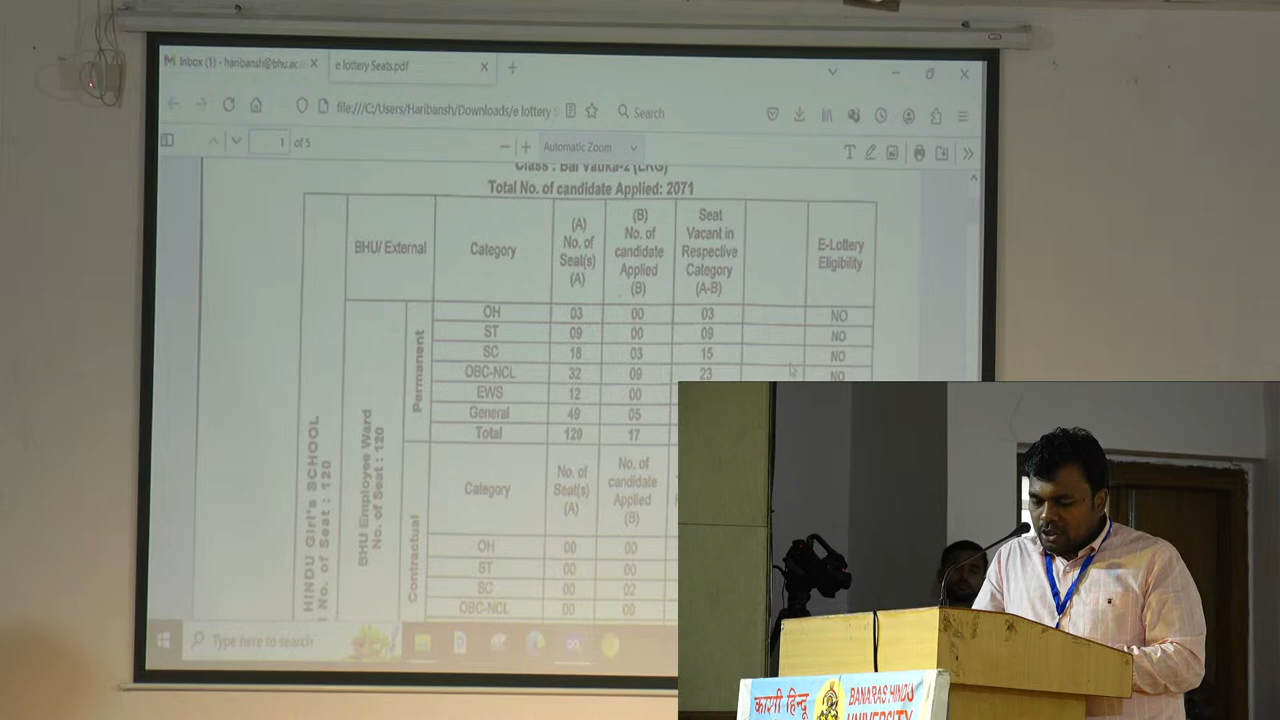 Inbox (1) - haribansh@bhu.ac.
e lottery Seats.pdf
file:///C:/Users/Haribansh/Downloads/e lottery
Search
1 of 5
Automatic Zoom
Class : Bal Vatika-2 (LKG)
Total No. of candidate Applied: 2071
BHU/ External
Category
(A) No. of Seat(s) (A)
(B) No. of candidate Applied (B)
Seat Vacant in Respective Category (A-B)
E-Lottery Eligibility
OH 03 00 03 NO
ST 09 00 09 NO
SC 18 03 15 NO
OBC-NCL 32 09 23 NO
EWS 12 00
General 49 05
Total 120 17
Permanent
Category
No. of Seat(s) (A)
No. of candidate Applied (B)
OH 00 00
ST 00 00
SC 00 02
OBC-NCL 00 09
Contractual
BHU Employee Ward
No. of Seat : 120
HINDU Girl's SCHOOL
No. of Seat : 120
Type here to search
काशी हिन्दू
BANARAS HINDU
UNIVERSITY